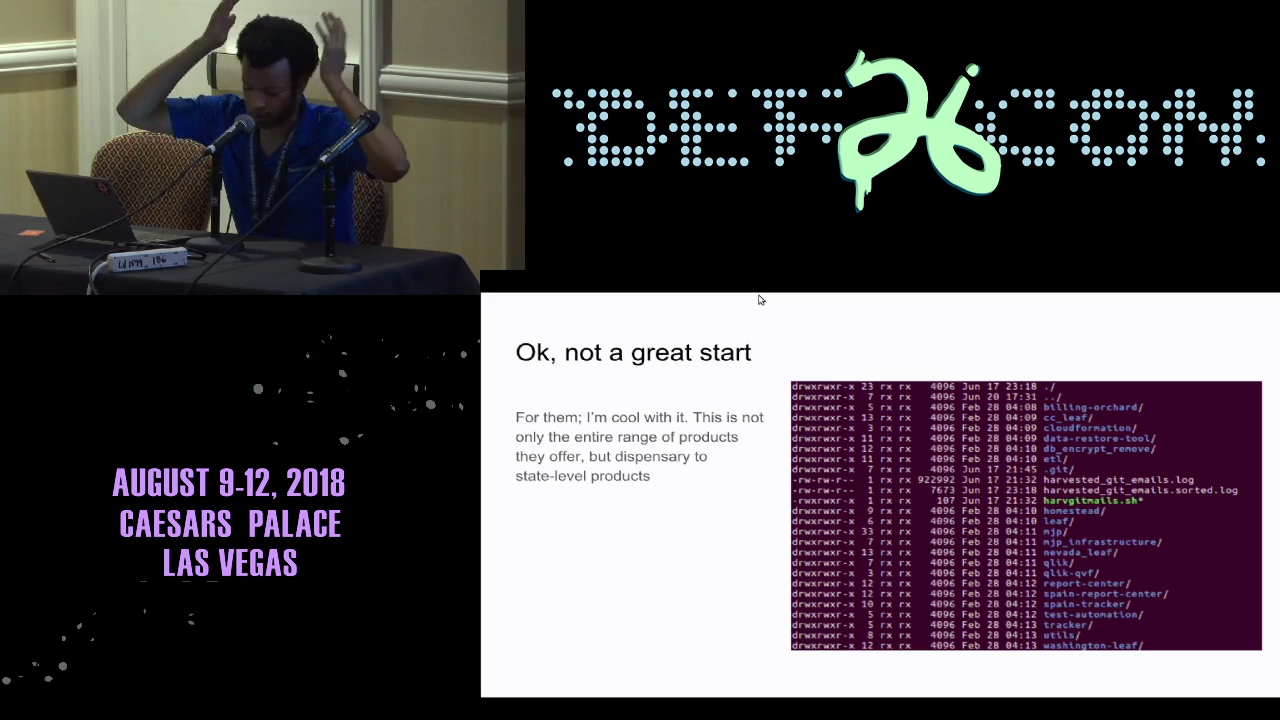 DEF 26 CON
Ok, not a great start
For them; I'm cool with it. This is not
only the entire range of products
they offer, but dispensary to
state-level products
drwxrwxr-x 23 rx rx 4096 Jun 17 23:18 ./
drwxrwxr-x 7 rx rx 4096 Jun 20 17:31 ../
drwxrwxr-x 5 rx rx 4096 Feb 28 04:08 billing-orchard/
drwxrwxr-x 13 rx rx 4096 Feb 28 04:09 cc_leaf/
drwxrwxr-x 3 rx rx 4096 Feb 28 04:09 cloudformation/
drwxrwxr-x 11 rx rx 4096 Feb 28 04:09 data-restore-tool/
drwxrwxr-x 12 rx rx 4096 Feb 28 04:10 db_encrypt_remove/
drwxrwxr-x 11 rx rx 4096 Feb 28 04:10 etl/
drwxrwxr-x 7 rx rx 4096 Jun 17 21:45 .git/
-rw-rw-r-- 1 rx rx 922992 Jun 17 21:32 harvested_git_emails.log
-rw-rw-r-- 1 rx rx 7673 Jun 17 23:18 harvested_git_emails.sorted.log
-rwxrwxr-x 1 rx rx 107 Jun 17 21:32 harvgitmails.sh*
drwxrwxr-x 9 rx rx 4096 Feb 28 04:10 homestead/
drwxrwxr-x 6 rx rx 4096 Feb 28 04:10 leaf/
drwxrwxr-x 33 rx rx 4096 Feb 28 04:11 mjp/
drwxrwxr-x 7 rx rx 4096 Feb 28 04:11 mjp_infrastructure/
drwxrwxr-x 13 rx rx 4096 Feb 28 04:11 nevada_leaf/
drwxrwxr-x 7 rx rx 4096 Feb 28 04:11 qlik/
drwxrwxr-x 3 rx rx 4096 Feb 28 04:11 qlik-qvf/
drwxrwxr-x 12 rx rx 4096 Feb 28 04:12 report-center/
drwxrwxr-x 12 rx rx 4096 Feb 28 04:12 spain-report-center/
drwxrwxr-x 10 rx rx 4096 Feb 28 04:12 spain-tracker/
drwxrwxr-x 5 rx rx 4096 Feb 28 04:12 test-automation/
drwxrwxr-x 5 rx rx 4096 Feb 28 04:13 tracker/
drwxrwxr-x 8 rx rx 4096 Feb 28 04:13 utils/
drwxrwxr-x 12 rx rx 4096 Feb 28 04:13 washington-leaf/
AUGUST 9-12, 2018
CAESARS PALACE
LAS VEGAS